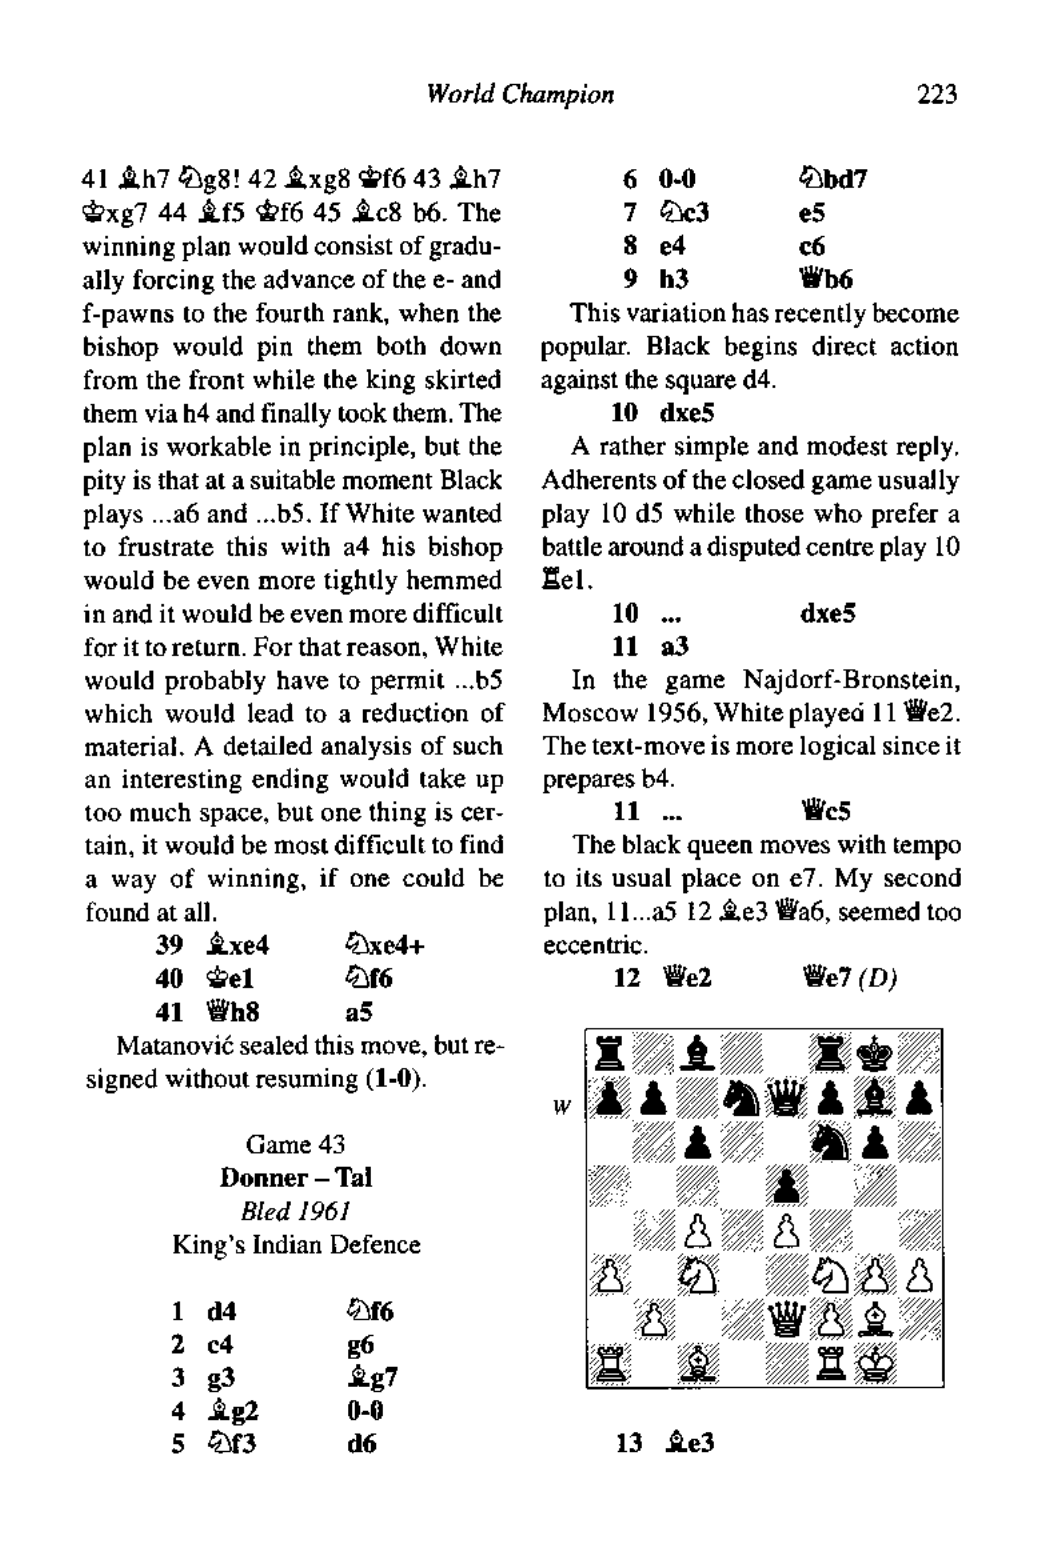 World Champion 223
41 ♗h7 ♘g8! 42 ♗xg8 ♔f6 43 ♗h7
♔xg7 44 ♗f5 ♔f6 45 ♗c8 b6. The
winning plan would consist of gradu-
ally forcing the advance of the e- and
f-pawns to the fourth rank, when the
bishop would pin them both down
from the front while the king skirted
them via h4 and finally took them. The
plan is workable in principle, but the
pity is that at a suitable moment Black
plays ...a6 and ...b5. If White wanted
to frustrate this with a4 his bishop
would be even more tightly hemmed
in and it would be even more difficult
for it to return. For that reason, White
would probably have to permit ...b5
which would lead to a reduction of
material. A detailed analysis of such
an interesting ending would take up
too much space, but one thing is cer-
tain, it would be most difficult to find
a way of winning, if one could be
found at all.
39 ♗xe4 ♘xe4+
40 ♔e1 ♘f6
41 ♕h8 a5
Matanović sealed this move, but re-
signed without resuming (1-0).
Game 43
Donner – Tal
Bled 1961
King's Indian Defence
1 d4 ♘f6
2 c4 g6
3 g3 ♗g7
4 ♗g2 0-0
5 ♘f3 d6
6 0-0 ♘bd7
7 ♘c3 e5
8 e4 c6
9 h3 ♕b6
This variation has recently become
popular. Black begins direct action
against the square d4.
10 dxe5
A rather simple and modest reply.
Adherents of the closed game usually
play 10 d5 while those who prefer a
battle around a disputed centre play 10
♖e1.
10 ... dxe5
11 a3
In the game Najdorf-Bronstein,
Moscow 1956, White played 11 ♕e2.
The text-move is more logical since it
prepares b4.
11 ... ♕c5
The black queen moves with tempo
to its usual place on e7. My second
plan, 11...a5 12 ♗e3 ♕a6, seemed too
eccentric.
12 ♕e2 ♕e7 (D)
W
13 ♗e3